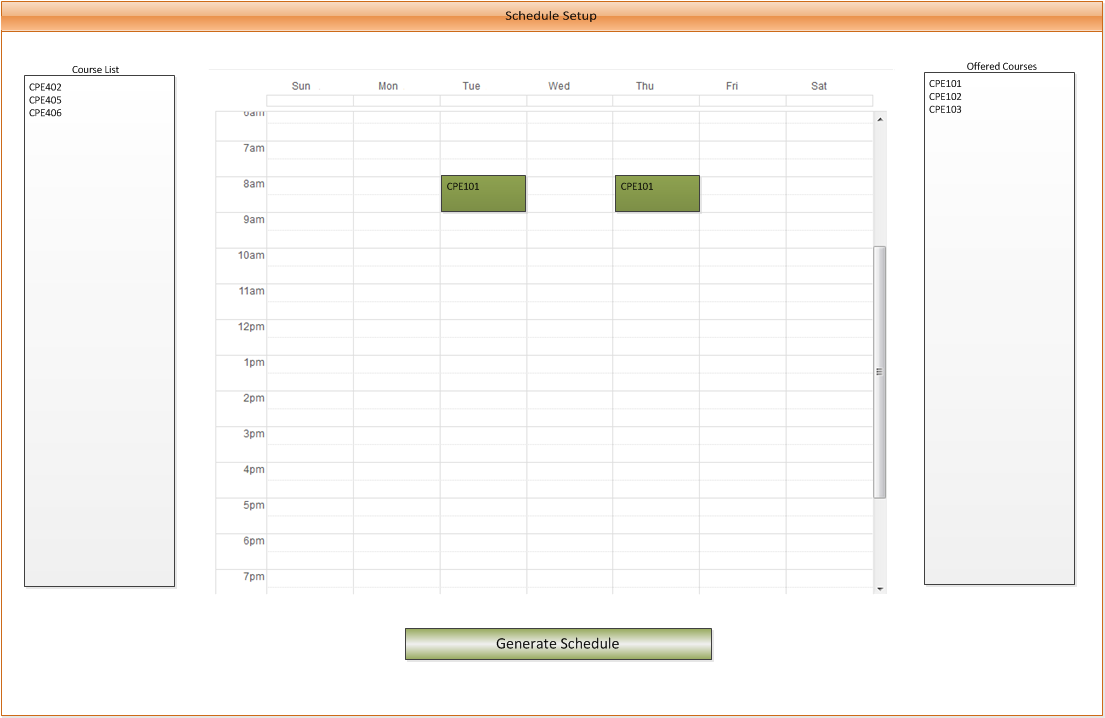 Schedule Setup
Course List
CPE402
CPE405
CPE406
Sun Mon Tue Wed Thu Fri Sat
6am
7am
8am CPE101 CPE101
9am
10am
11am
12pm
1pm
2pm
3pm
4pm
5pm
6pm
7pm
Offered Courses
CPE101
CPE102
CPE103
Generate Schedule